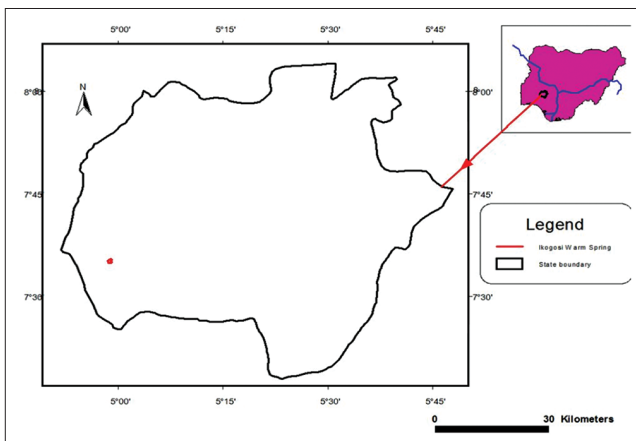 5°00' 5°15' 5°30' 5°45'
N
8°00' 8°00'
7°45' 7°45'
7°30' 7°30'
5°00' 5°15' 5°30' 5°45'
Legend
Ikogosi Warm Spring
State boundary
0 30 Kilometers